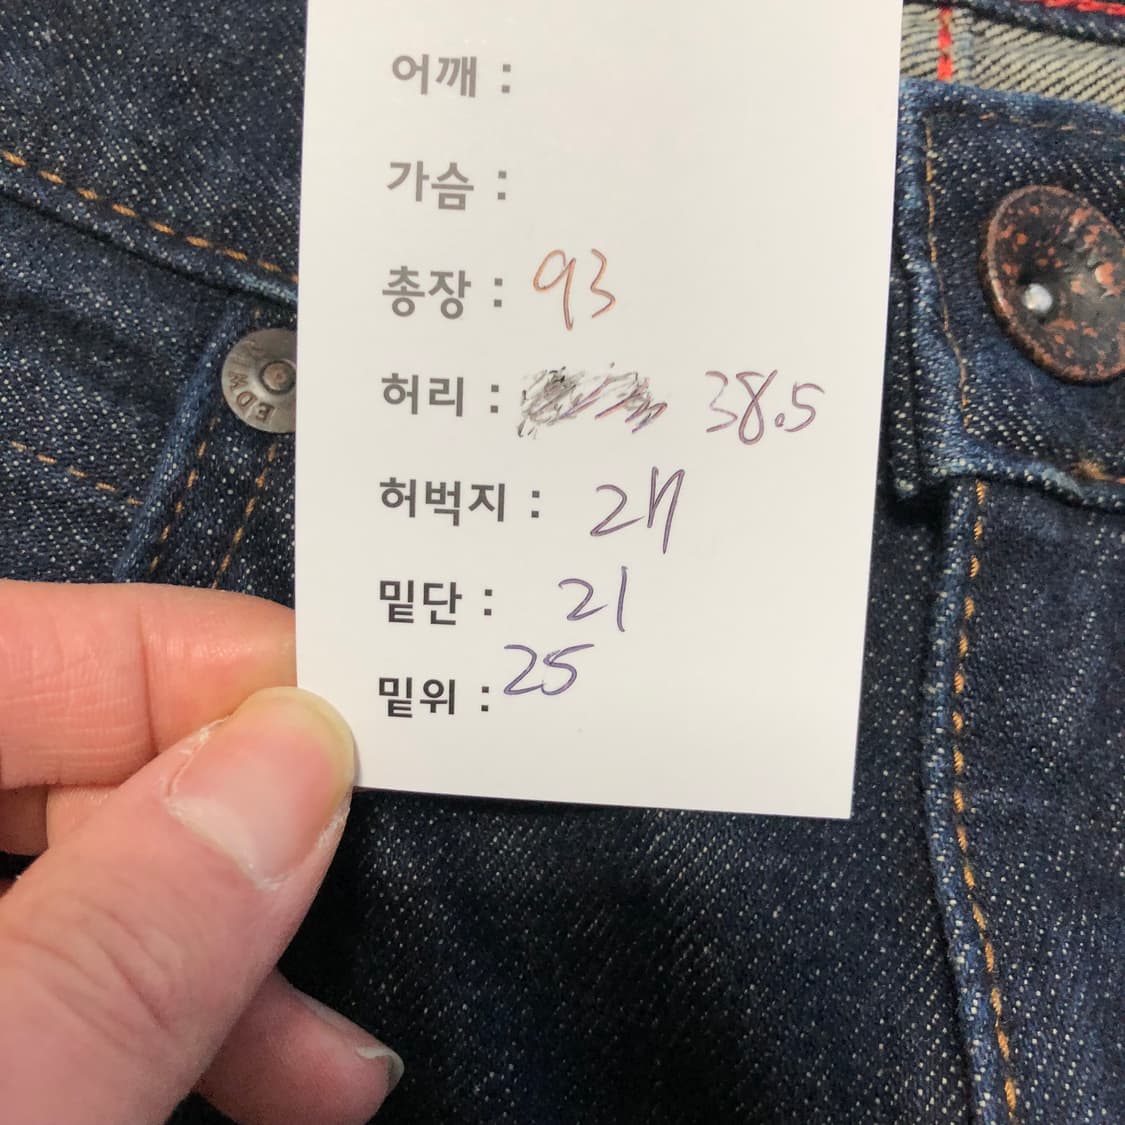 어깨 :
가슴 :
총장 : 93
허리 : 38.5
허벅지 : 27
밑단 : 21
밑위 : 25
EDW